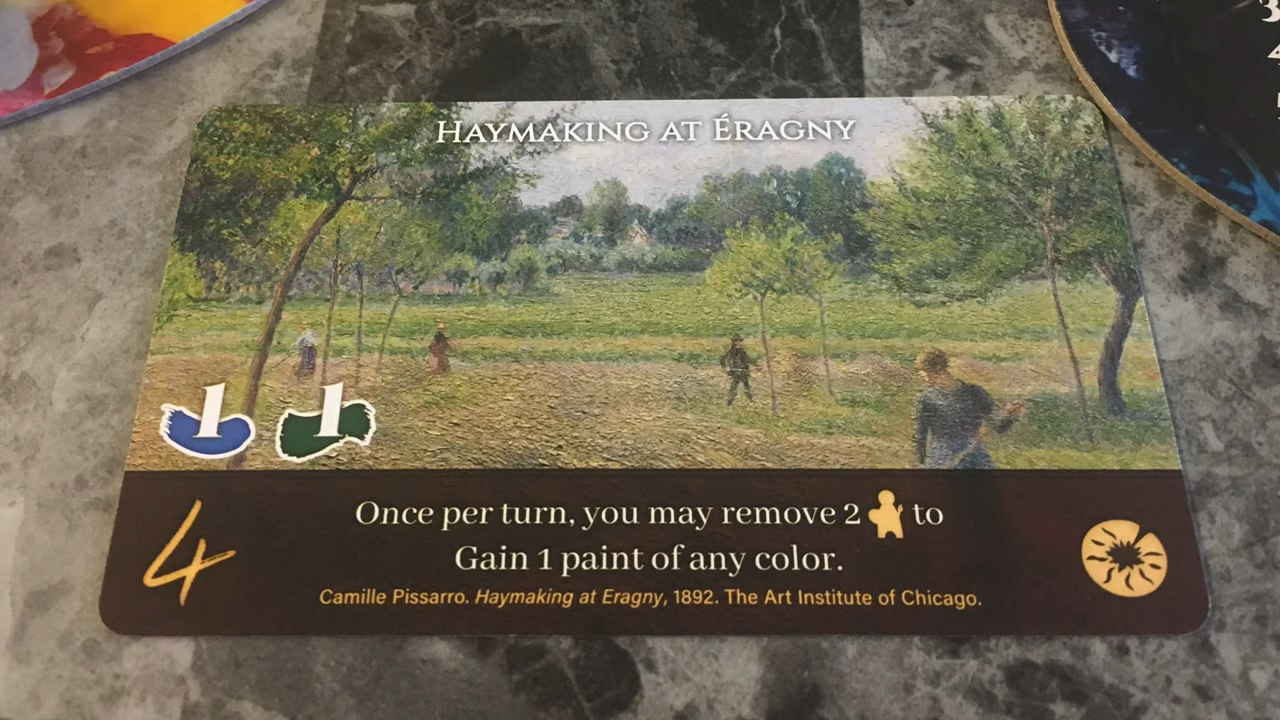 HAYMAKING AT ÉRAGNY
1 1
4
Once per turn, you may remove 2 to
Gain 1 paint of any color.
Camille Pissarro. Haymaking at Eragny, 1892. The Art Institute of Chicago.